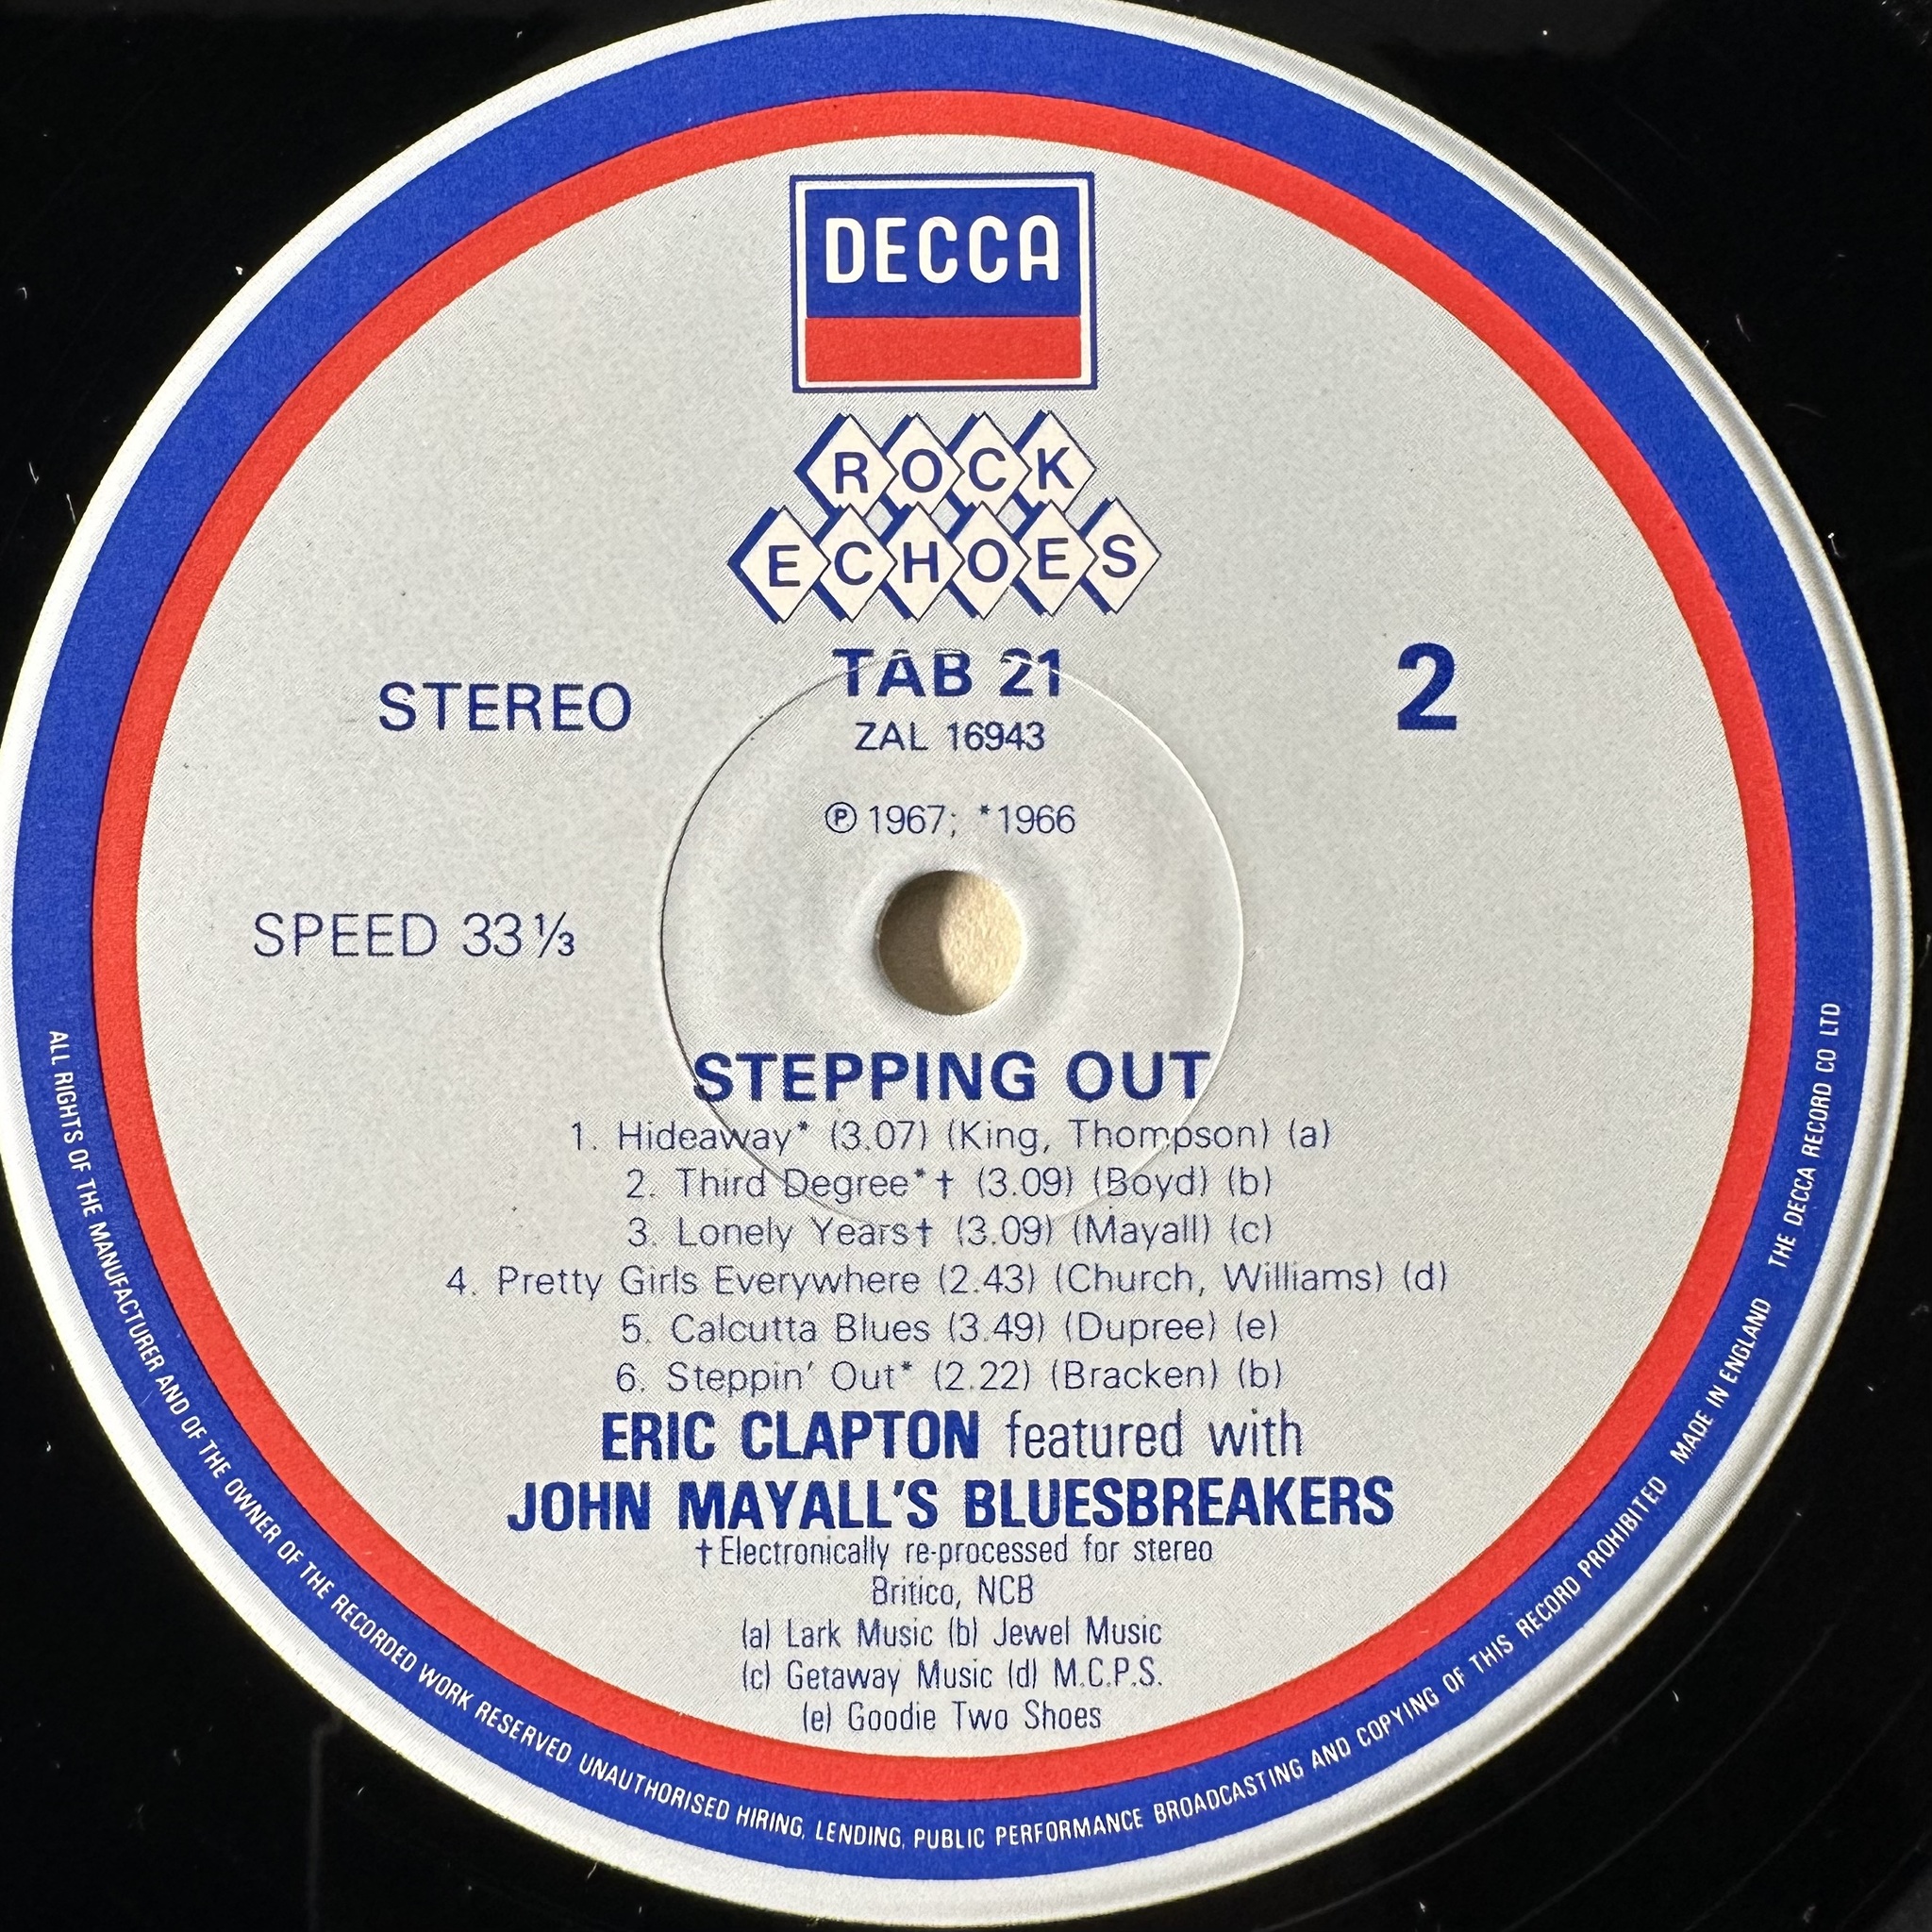 DECCA
ROCK
ECHOES
TAB 21
STEREO
2
ZAL 16943
℗ 1967; *1966
SPEED 33⅓
STEPPING OUT
1. Hideaway* (3.07) (King, Thompson) (a)
2. Third Degree*† (3.09) (Boyd) (b)
3. Lonely Years† (3.09) (Mayall) (c)
4. Pretty Girls Everywhere (2.43) (Church, Williams) (d)
5. Calcutta Blues (3.49) (Dupree) (e)
6. Steppin' Out* (2.22) (Bracken) (b)
ERIC CLAPTON featured with
JOHN MAYALL'S BLUESBREAKERS
†Electronically re-processed for stereo
Britico, NCB
(a) Lark Music (b) Jewel Music
(c) Getaway Music (d) M.C.P.S.
(e) Goodie Two Shoes
ALL RIGHTS OF THE MANUFACTURER AND OF THE OWNER OF THE RECORDED WORK RESERVED. UNAUTHORISED HIRING, LENDING, PUBLIC PERFORMANCE BROADCASTING AND COPYING OF THIS RECORD PROHIBITED MADE IN ENGLAND THE DECCA RECORD CO LTD